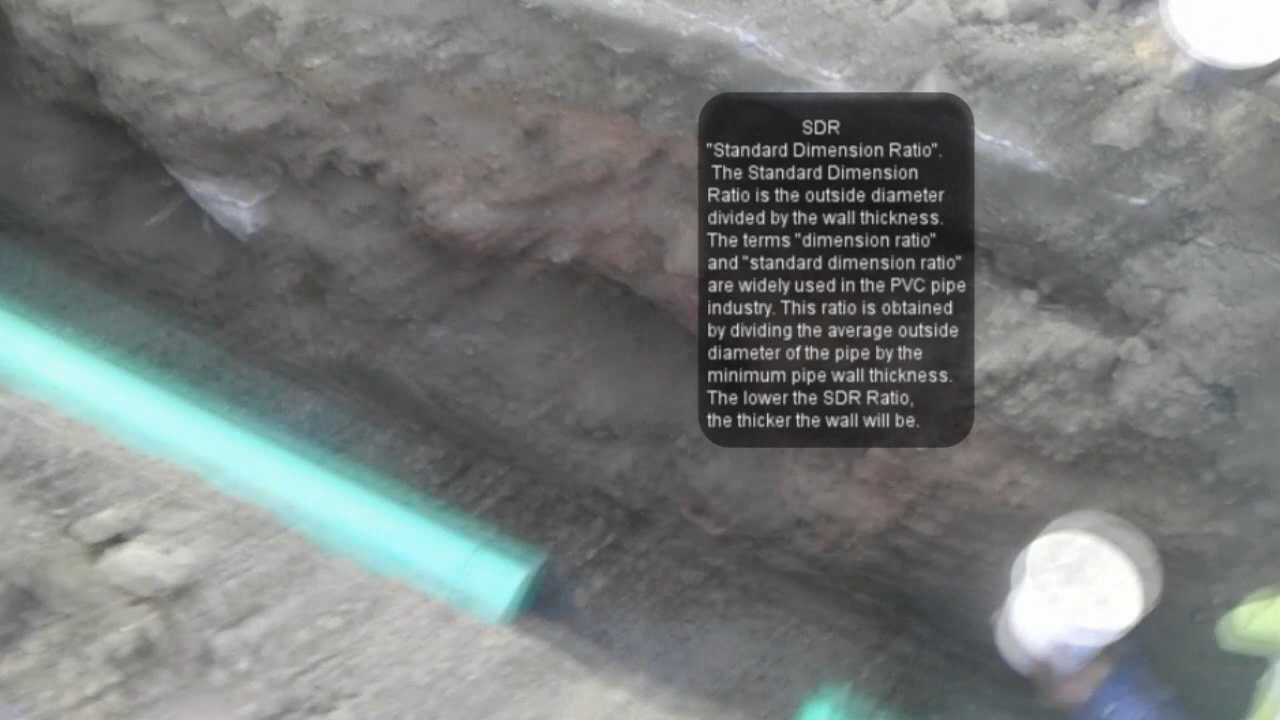 SDR
"Standard Dimension Ratio".
The Standard Dimension
Ratio is the outside diameter
divided by the wall thickness.
The terms "dimension ratio"
and "standard dimension ratio"
are widely used in the PVC pipe
industry. This ratio is obtained
by dividing the average outside
diameter of the pipe by the
minimum pipe wall thickness.
The lower the SDR Ratio,
the thicker the wall will be.